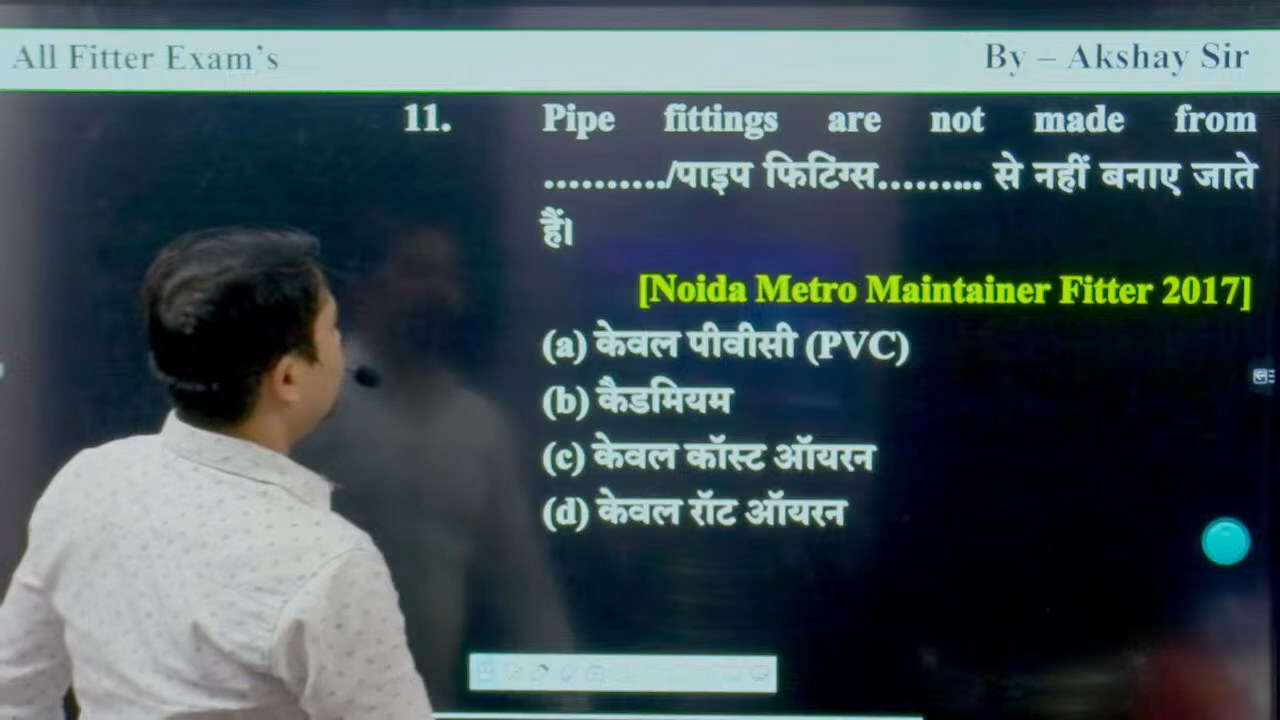 All Fitter Exam's
By – Akshay Sir
11. Pipe fittings are not made from
........../पाइप फिटिंग्स......... से नहीं बनाए जाते
हैं।
[Noida Metro Maintainer Fitter 2017]
(a) केवल पीवीसी (PVC)
(b) कैडमियम
(c) केवल कॉस्ट ऑयरन
(d) केवल रॉट ऑयरन